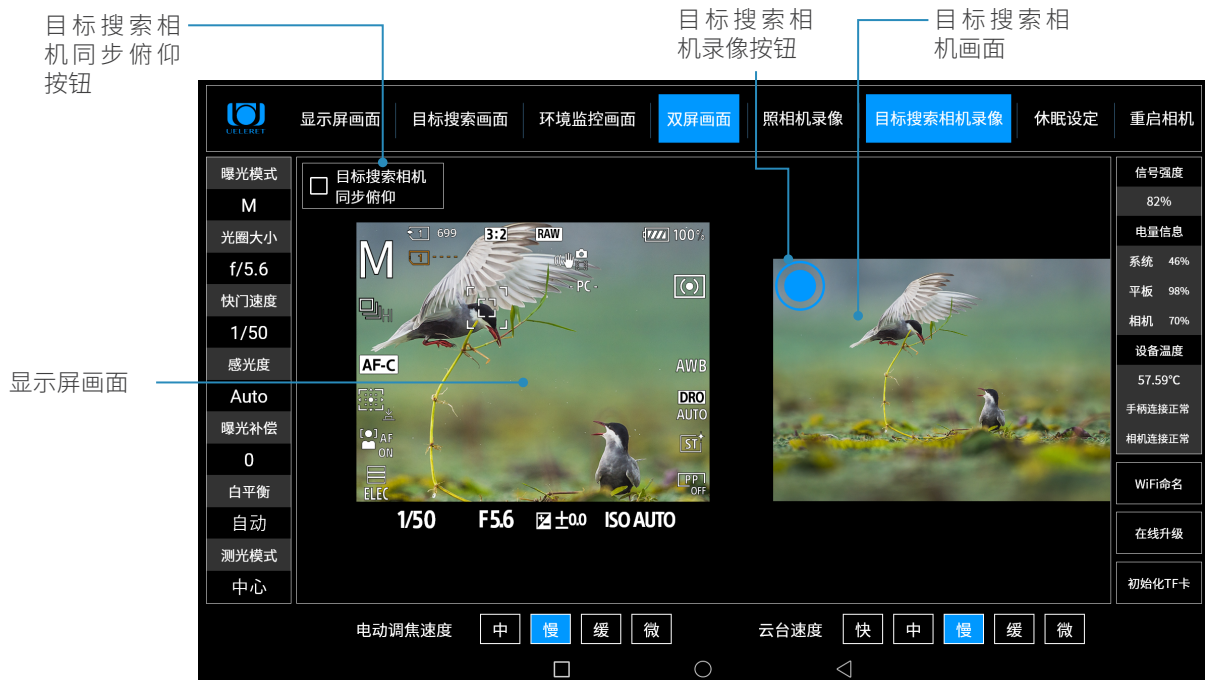 目标搜索相
机同步俯仰
按钮
目标搜索相
机录像按钮
目标搜索相
机画面
UELERET
显示屏画面
目标搜索画面
环境监控画面
双屏画面
照相机录像
目标搜索相机录像
休眠设定
重启相机
曝光模式
M
光圈大小
f/5.6
快门速度
1/50
感光度
Auto
曝光补偿
0
白平衡
自动
测光模式
中心
目标搜索相机
同步俯仰
M
1 699
3:2
RAW
100%
1 ----
PC
HI
AF-C
AWB
DRO
AUTO
AF
ON
ST
PP
OFF
ELEC
1/50 F5.6 ±0.0 ISO AUTO
显示屏画面
信号强度
82%
电量信息
系统 46%
平板 98%
相机 70%
设备温度
57.59℃
手柄连接正常
相机连接正常
WiFi命名
在线升级
初始化TF卡
电动调焦速度 中 慢 缓 微
云台速度 快 中 慢 缓 微